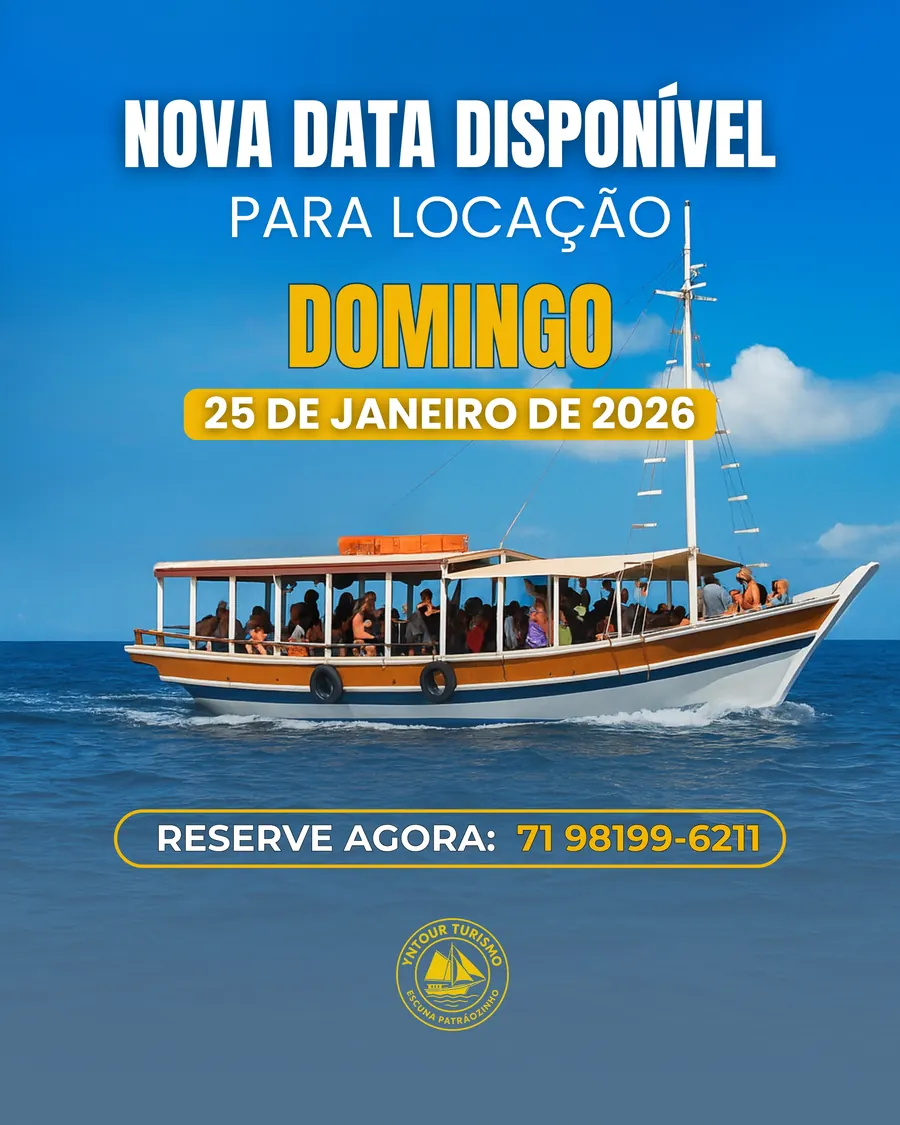 NOVA DATA DISPONÍVEL
PARA LOCAÇÃO
DOMINGO
25 DE JANEIRO DE 2026
RESERVE AGORA: 71 98199-6211
YNTOUR TURISMO
ESCUNA PATRÃOZINHO